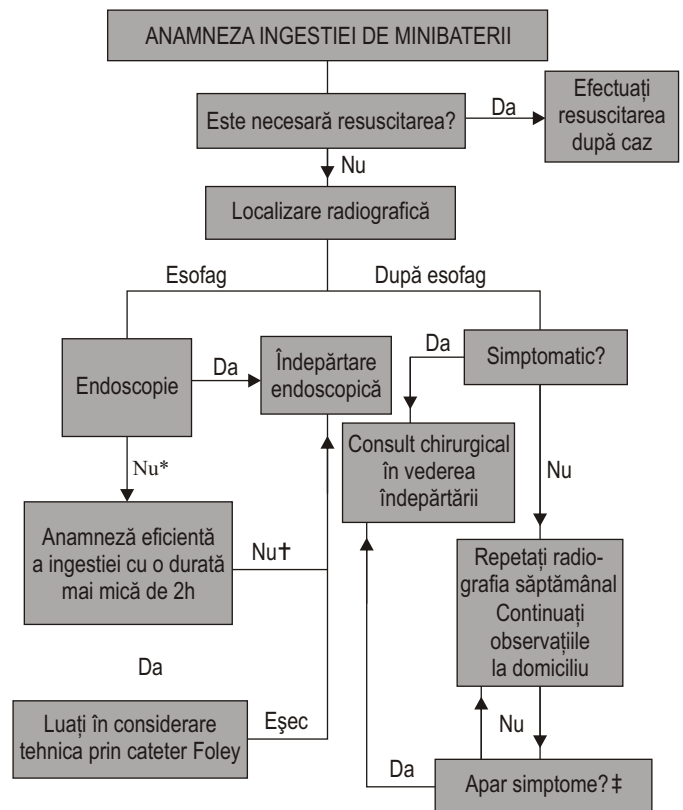 ANAMNEZA INGESTIEI DE MINIBATERII
Este necesară resuscitarea?
Da
Efectuați
resuscitarea
după caz
Nu
Localizare radiografică
Esofag
După esofag
Endoscopie
Da
Îndepărtare
endoscopică
Da
Simptomatic?
Consult chirurgical
în vederea
îndepărtării
Nu
Nu*
Anamneză eficientă
a ingestiei cu o durată
mai mică de 2h
Nu†
Repetați radio-
grafia săptămânal
Continuați
observațiile
la domiciliu
Da
Luați în considerare
tehnica prin cateter Foley
Eșec
Nu
Da
Apar simptome?‡